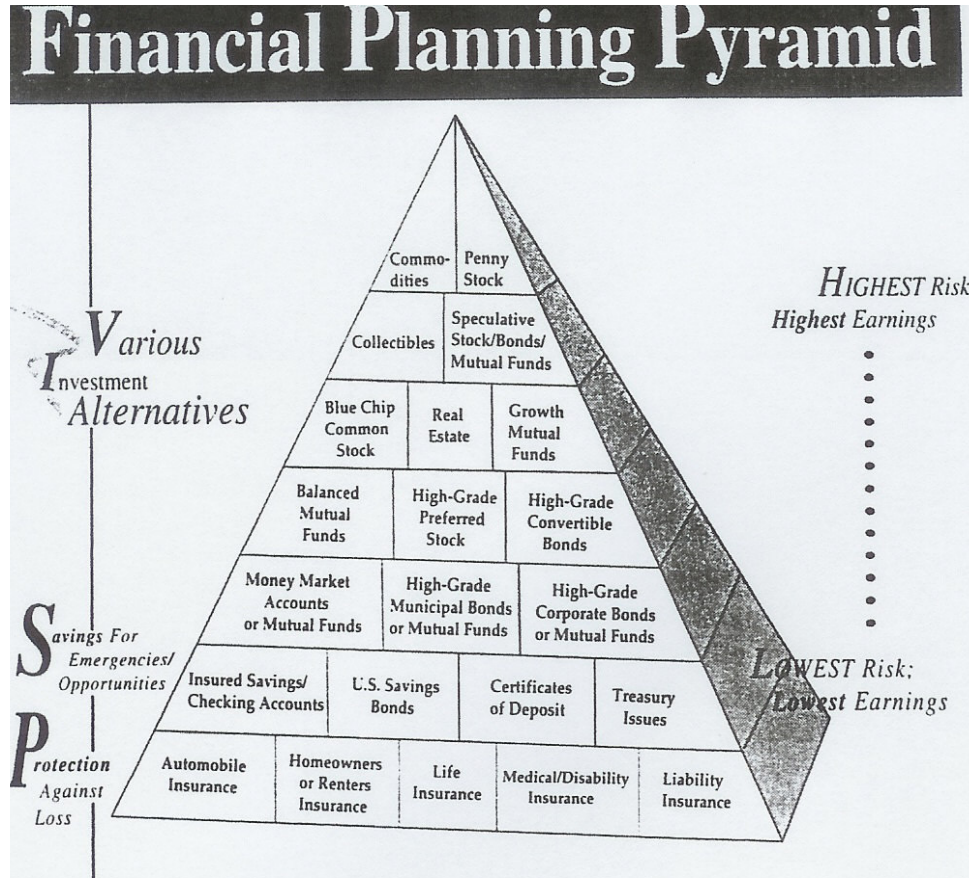 Financial Planning Pyramid
Commo-
dities
Penny
Stock
Collectibles
Speculative
Stock/Bonds/
Mutual Funds
Blue Chip
Common
Stock
Real
Estate
Growth
Mutual
Funds
Balanced
Mutual
Funds
High-Grade
Preferred
Stock
High-Grade
Convertible
Bonds
Money Market
Accounts
or Mutual Funds
High-Grade
Municipal Bonds
or Mutual Funds
High-Grade
Corporate Bonds
or Mutual Funds
Insured Savings/
Checking Accounts
U.S. Savings
Bonds
Certificates
of Deposit
Treasury
Issues
Automobile
Insurance
Homeowners
or Renters
Insurance
Life
Insurance
Medical/Disability
Insurance
Liability
Insurance
Various
Investment
Alternatives
Savings For
Emergencies/
Opportunities
Protection
Against
Loss
HIGHEST Risk
Highest Earnings
LOWEST Risk;
Lowest Earnings